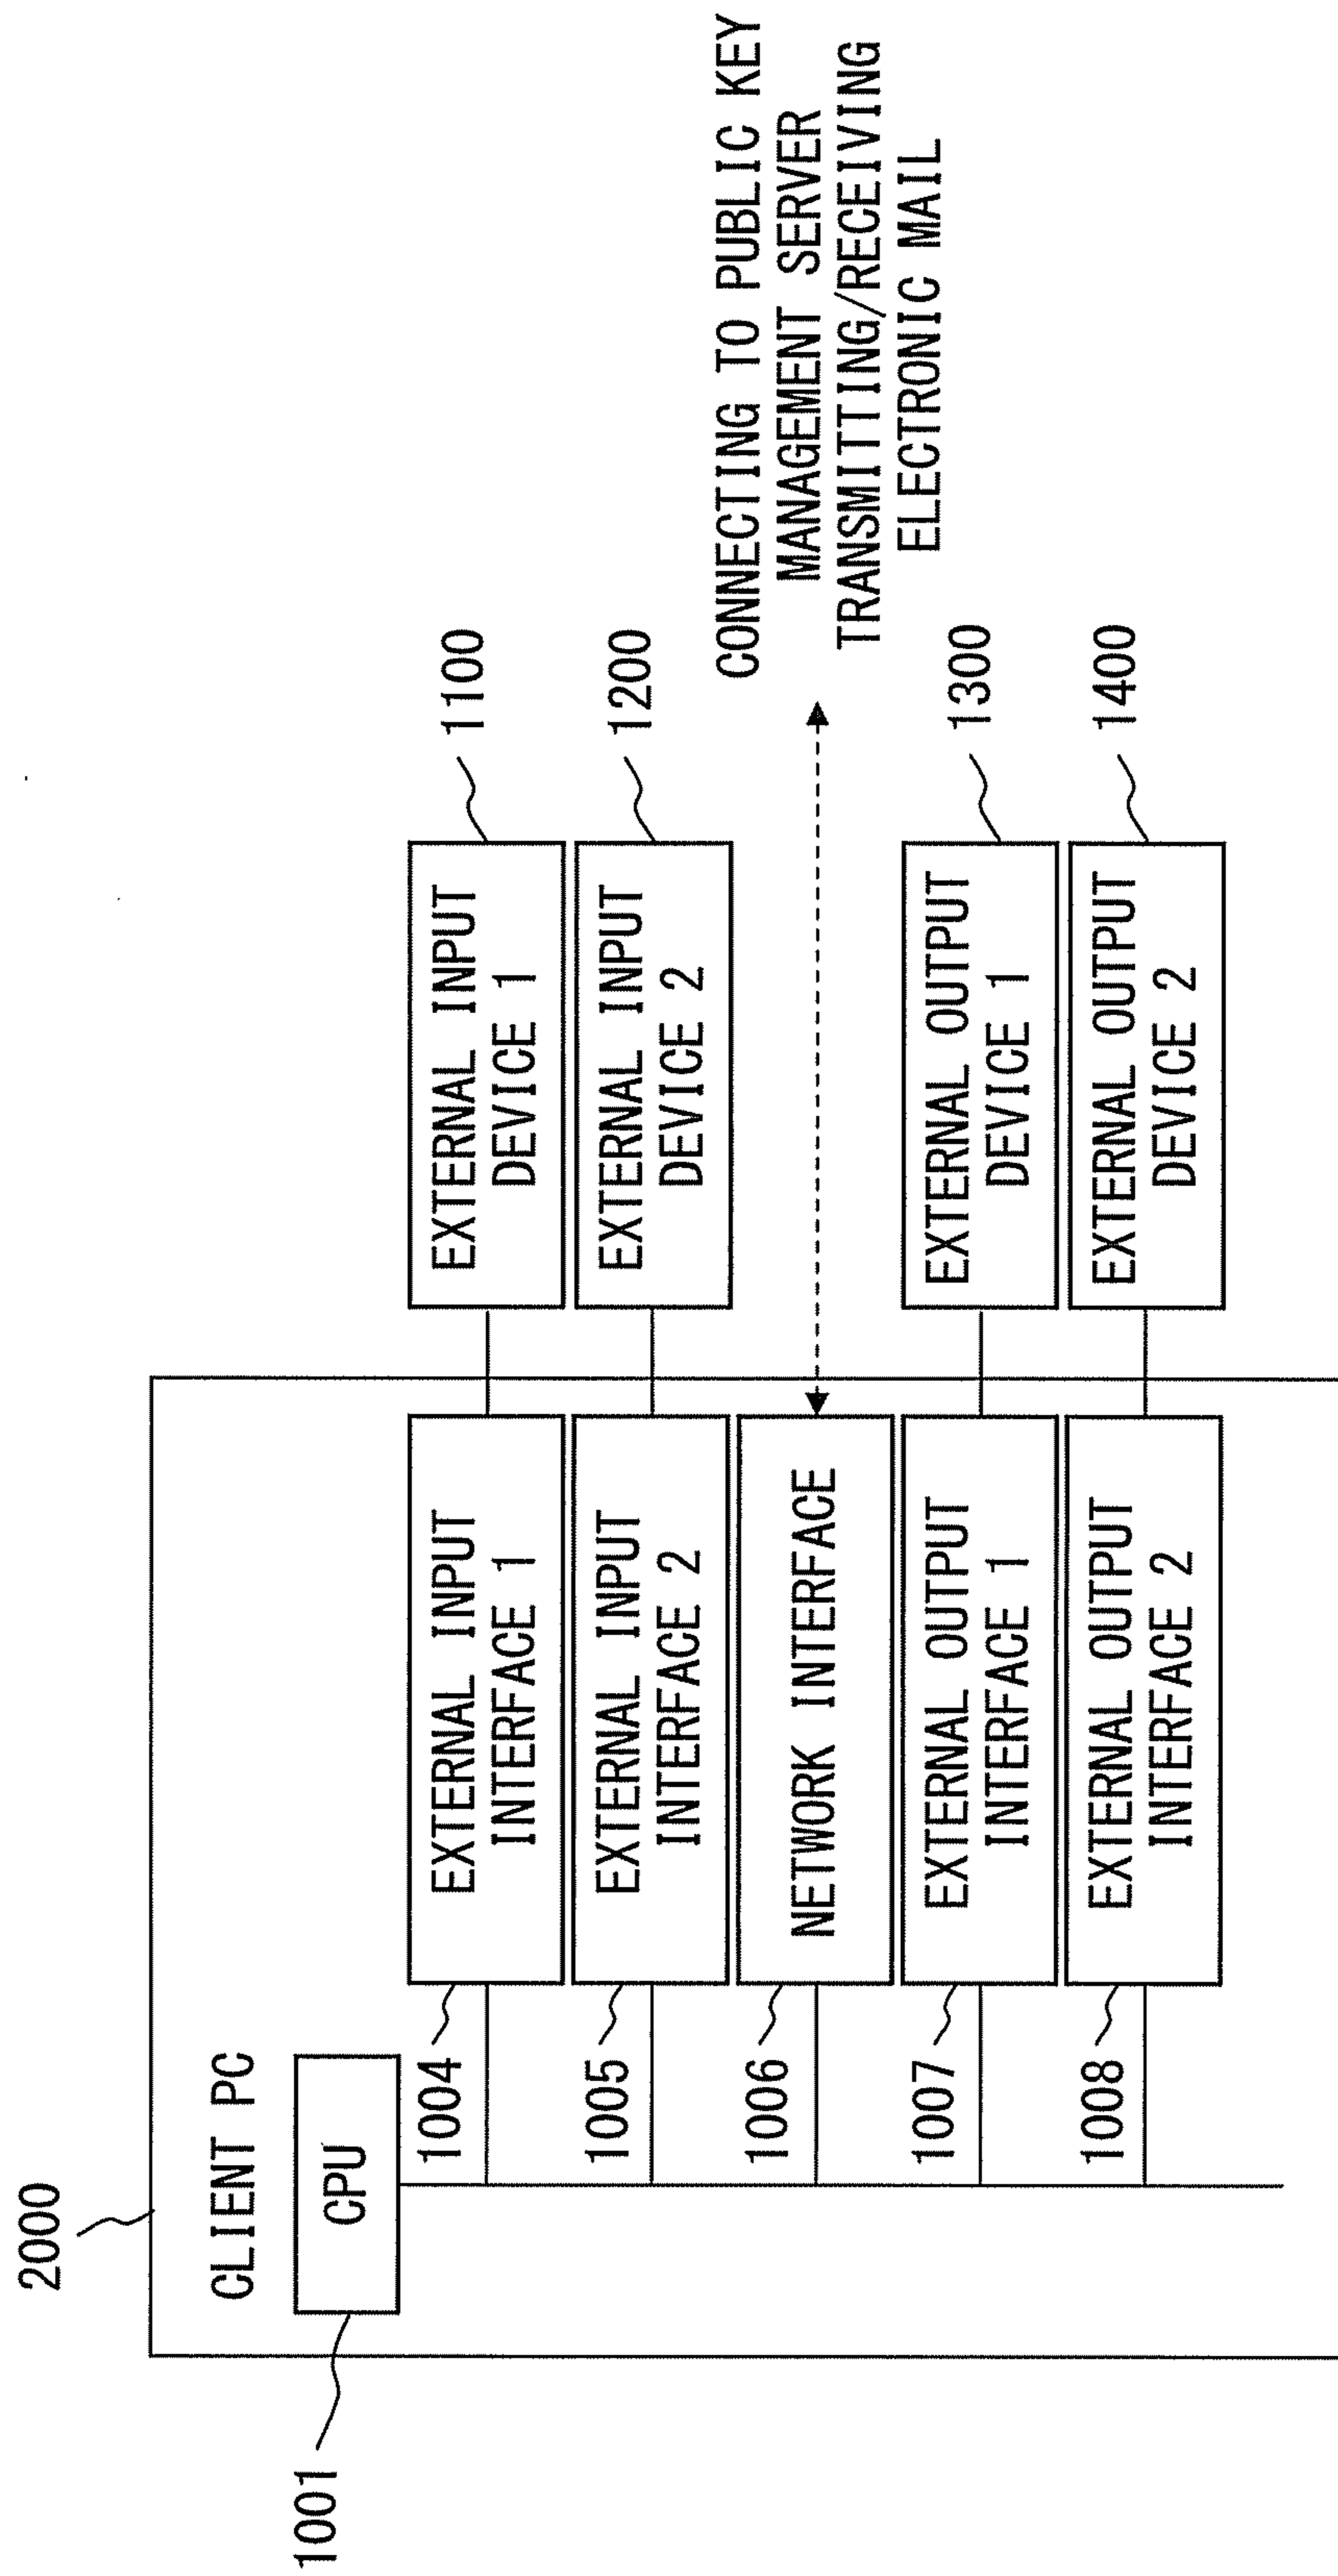 2000
CLIENT PC
1001
CPU
1004
EXTERNAL INPUT
INTERFACE 1
EXTERNAL INPUT
DEVICE 1
1100
1005
EXTERNAL INPUT
INTERFACE 2
EXTERNAL INPUT
DEVICE 2
1200
1006
NETWORK INTERFACE
CONNECTING TO PUBLIC KEY
MANAGEMENT SERVER
TRANSMITTING/RECEIVING
ELECTRONIC MAIL
1007
EXTERNAL OUTPUT
INTERFACE 1
EXTERNAL OUTPUT
DEVICE 1
1300
1008
EXTERNAL OUTPUT
INTERFACE 2
EXTERNAL OUTPUT
DEVICE 2
1400